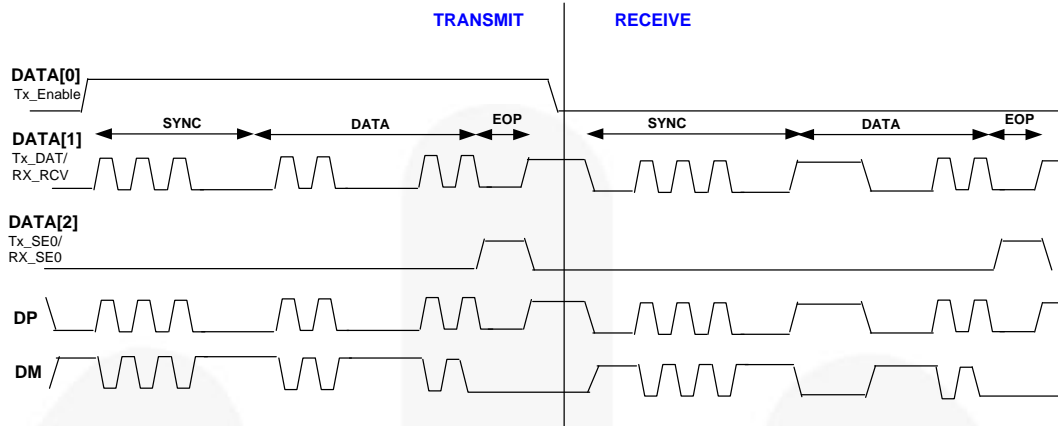 TRANSMIT
RECEIVE
DATA[0]
Tx_Enable
SYNC
DATA
EOP
SYNC
DATA
EOP
DATA[1]
Tx_DAT/
RX_RCV
DATA[2]
Tx_SE0/
RX_SE0
DP
DM